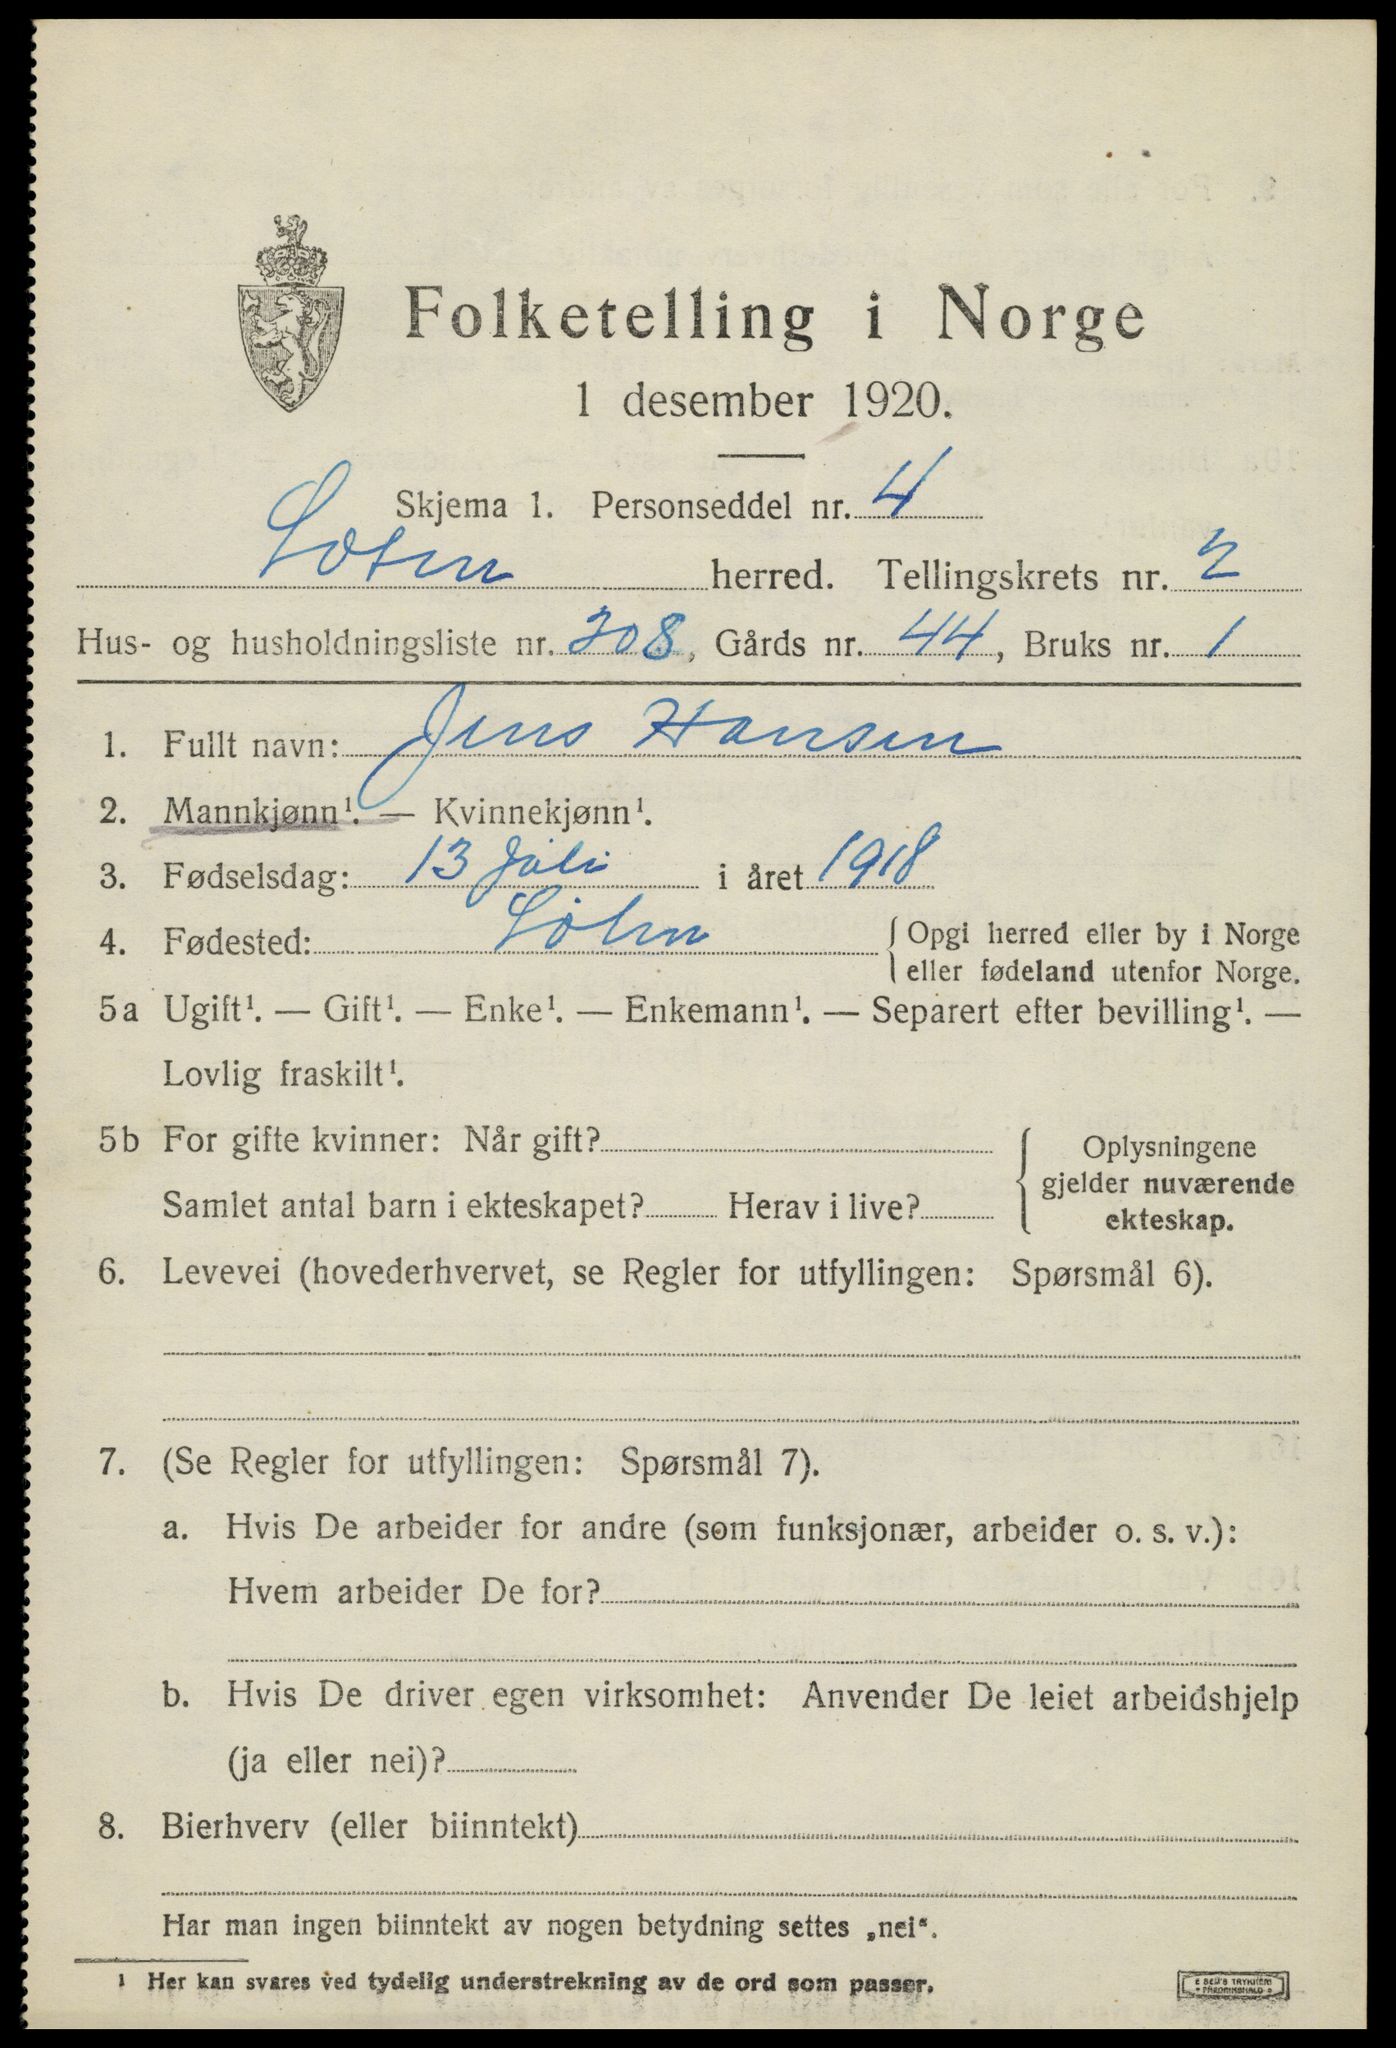 Folketelling i Norge
1 desember 1920.
Skjema 1. Personseddel nr. 4
Løten herred. Tellingskrets nr. 2
Hus- og husholdningsliste nr. 308, Gårds nr. 44, Bruks nr. 1
1. Fullt navn: Jens Hansen
2. Mannkjønn¹. — Kvinnekjønn¹.
3. Fødselsdag: 13 Juli i året 1918
4. Fødested: Løten { Opgi herred eller by i Norge
eller fødeland utenfor Norge.
5a Ugift¹. — Gift¹. — Enke¹. — Enkemann¹. — Separert efter bevilling¹. —
Lovlig fraskilt¹.
5b For gifte kvinner: Når gift? { Oplysningene
gjelder nuværende
ekteskap.
Samlet antal barn i ekteskapet? Herav i live?
6. Levevei (hovederhvervet, se Regler for utfyllingen: Spørsmål 6).
7. (Se Regler for utfyllingen: Spørsmål 7).
a. Hvis De arbeider for andre (som funksjonær, arbeider o. s. v.):
Hvem arbeider De for?
b. Hvis De driver egen virksomhet: Anvender De leiet arbeidshjelp
(ja eller nei)?
8. Bierhverv (eller biinntekt)
Har man ingen biinntekt av nogen betydning settes „nei“.
¹ Her kan svares ved tydelig understrekning av de ord som passer.